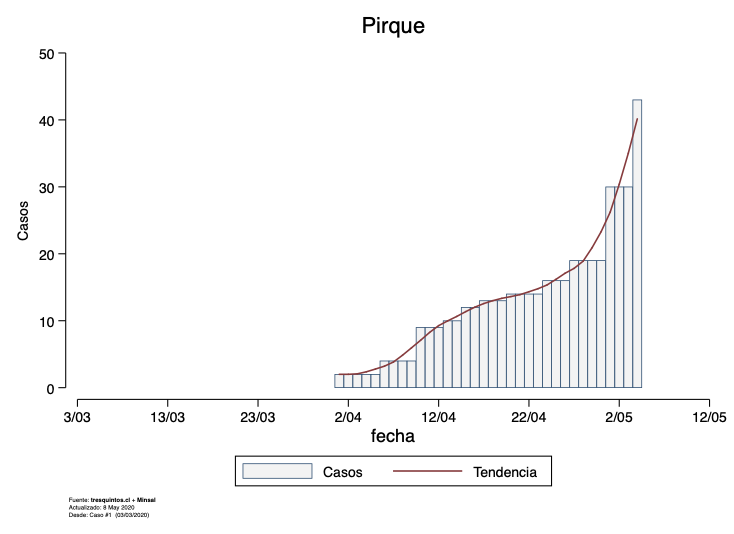 Pirque
50
40
30
20
10
0
Casos
3/03 13/03 23/03 2/04 12/04 22/04 2/05 12/05
fecha
Casos Tendencia
Fuente: tresquintos.cl + Minsal
Actualizado: 8 May 2020
Desde: Caso #1 (03/03/2020)